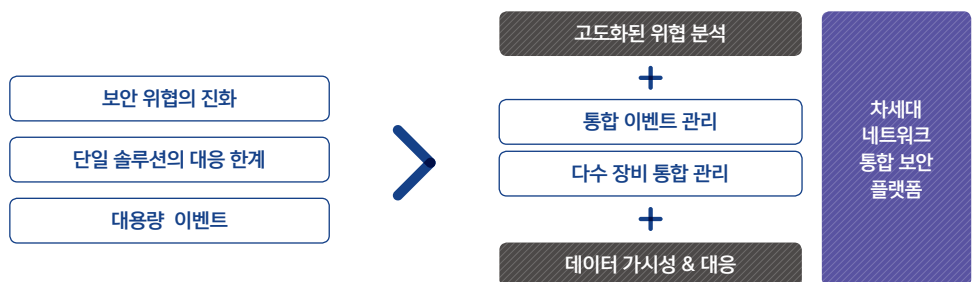 보안 위협의 진화
단일 솔루션의 대응 한계
대용량 이벤트
고도화된 위협 분석
+
통합 이벤트 관리
다수 장비 통합 관리
+
데이터 가시성 & 대응
차세대
네트워크
통합 보안
플랫폼